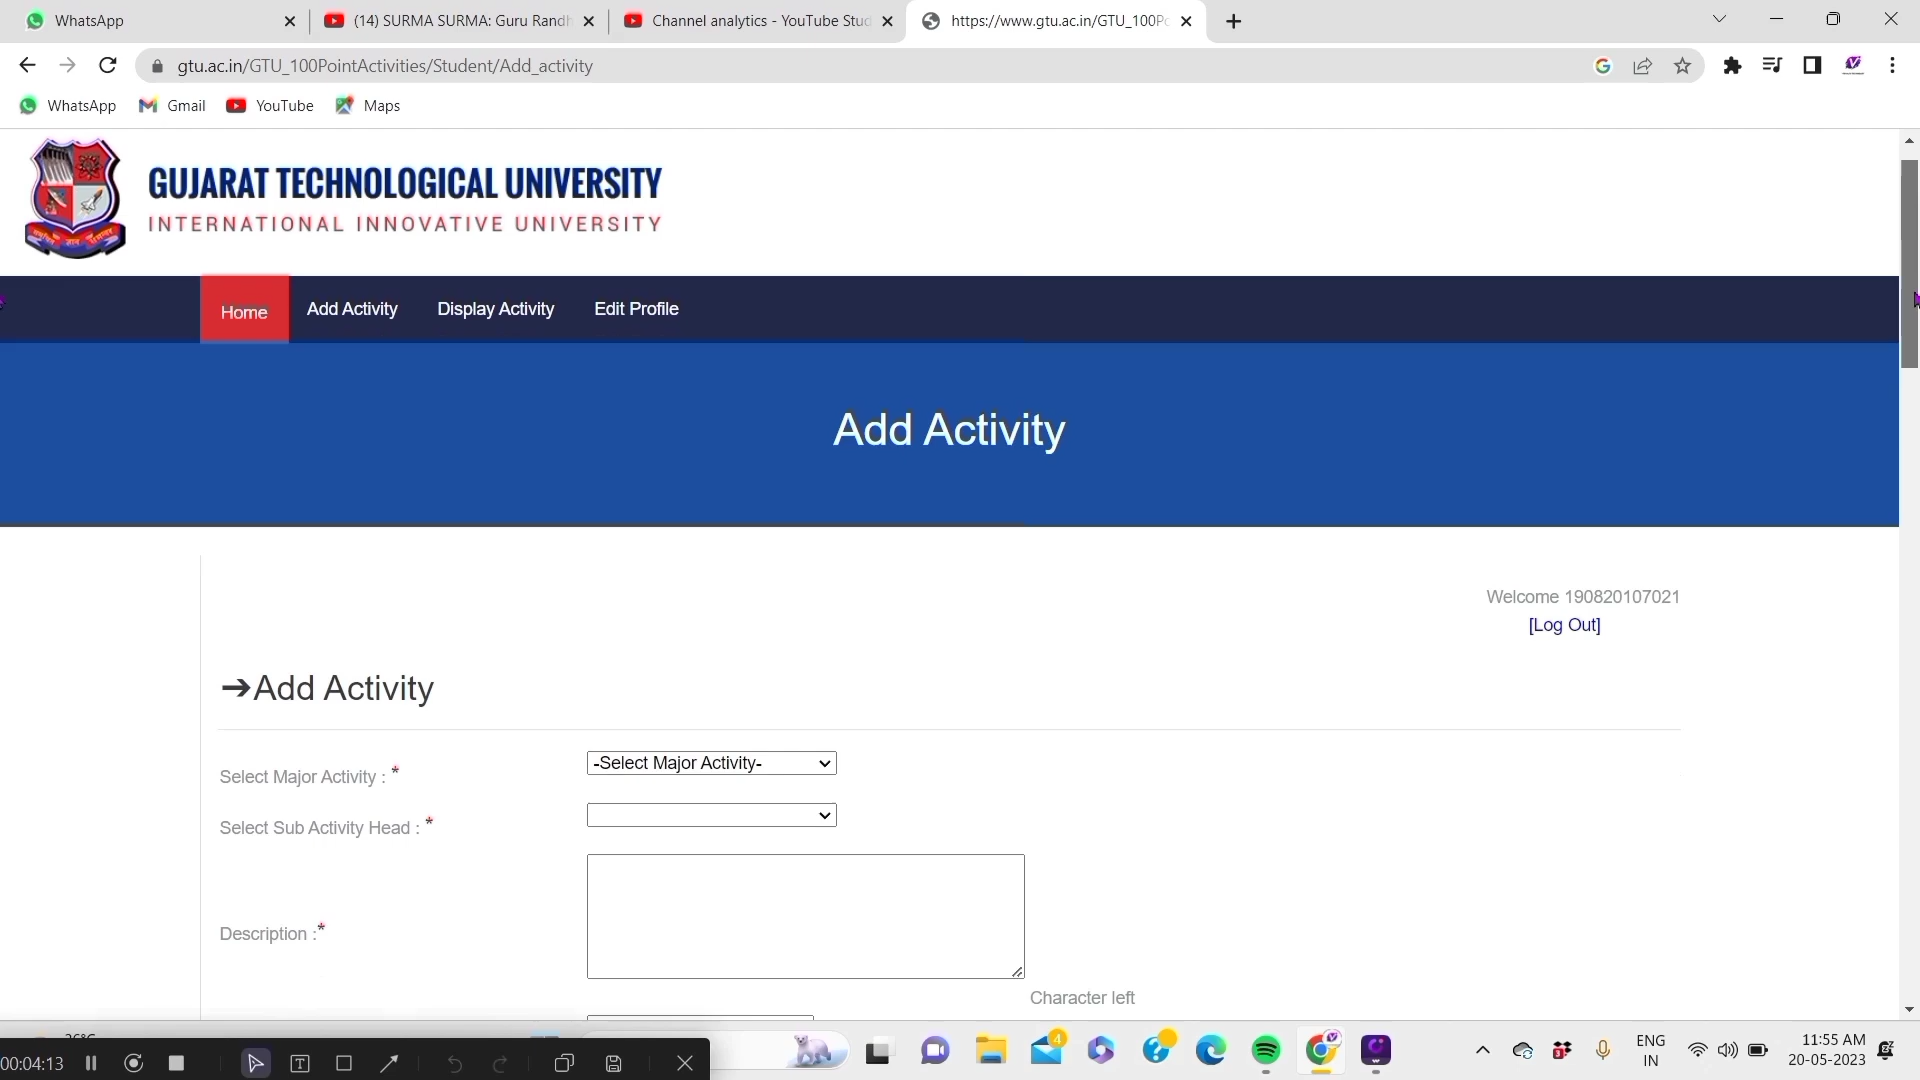 WhatsApp
(14) SURMA SURMA: Guru Randh
Channel analytics - YouTube Stud
https://www.gtu.ac.in/GTU_100Po
gtu.ac.in/GTU_100PointActivities/Student/Add_activity
WhatsApp
Gmail
YouTube
Maps
GUJARAT TECHNOLOGICAL UNIVERSITY
INTERNATIONAL INNOVATIVE UNIVERSITY
Home
Add Activity
Display Activity
Edit Profile
Add Activity
Welcome 190820107021
[Log Out]
➔Add Activity
Select Major Activity : *
-Select Major Activity-
Select Sub Activity Head : *
Description :*
Character left
00:04:13
4
ENG
IN
11:55 AM
20-05-2023